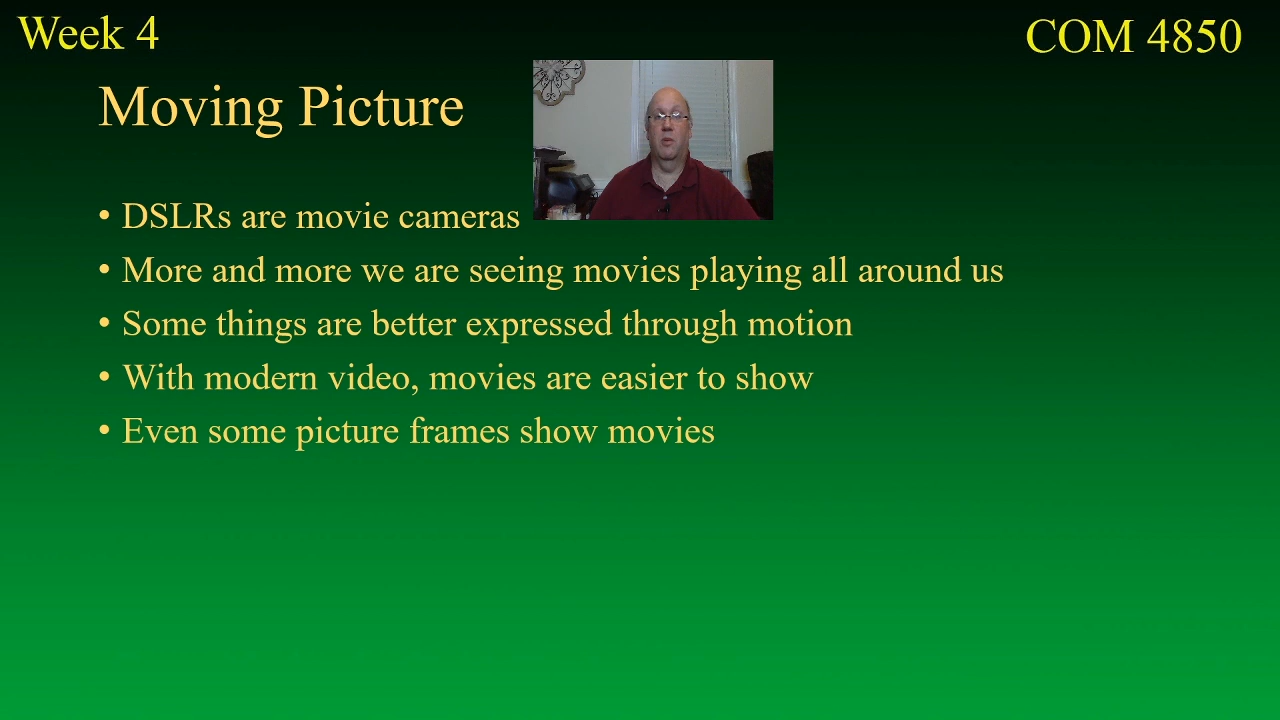 Week 4
COM 4850
Moving Picture
• DSLRs are movie cameras
• More and more we are seeing movies playing all around us
• Some things are better expressed through motion
• With modern video, movies are easier to show
• Even some picture frames show movies